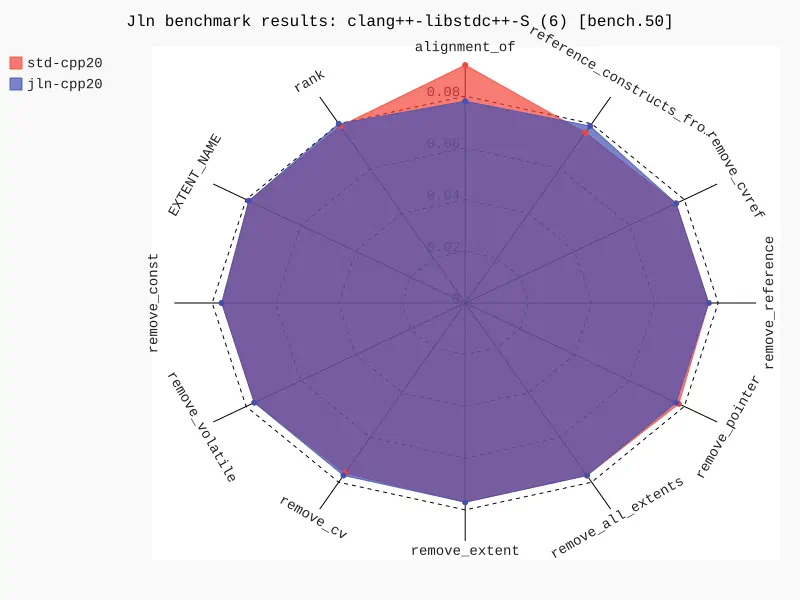 Jln benchmark results: clang++-libstdc++-S (6) [bench.50]
std-cpp20
jln-cpp20
alignment_of
reference_constructs_fro…
remove_cvref
remove_reference
remove_pointer
remove_all_extents
remove_extent
remove_cv
remove_volatile
remove_const
EXTENT_NAME
rank
0.08
0.06
0.04
0.02
0